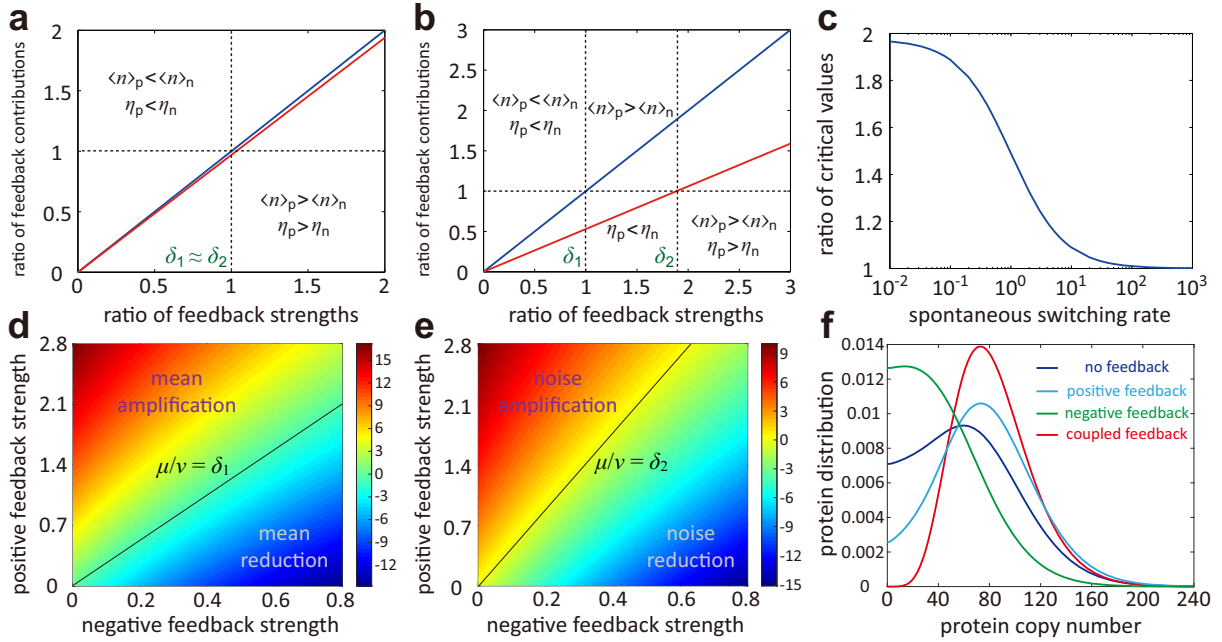 a
ratio of feedback contributions
2
1.5
1
0.5
0
⟨n⟩p<⟨n⟩n
ηp<ηn
⟨n⟩p>⟨n⟩n
ηp>ηn
δ1 ≈ δ2
0 0.5 1 1.5 2
ratio of feedback strengths
b
ratio of feedback contributions
3
2.5
2
1.5
1
0.5
0
⟨n⟩p<⟨n⟩n
ηp<ηn
⟨n⟩p>⟨n⟩n
ηp<ηn
⟨n⟩p>⟨n⟩n
ηp>ηn
δ1
δ2
0 0.5 1 1.5 2 2.5 3
ratio of feedback strengths
c
ratio of critical values
2
1.8
1.6
1.4
1.2
1
10-2 10-1 100 101 102 103
spontaneous switching rate
d
positive feedback strength
2.8
2.1
1.4
0.7
0
mean
amplification
μ/ν = δ1
mean
reduction
0 0.2 0.4 0.6 0.8
negative feedback strength
15
12
9
6
3
0
-3
-6
-9
-12
e
positive feedback strength
2.8
2.1
1.4
0.7
0
noise
amplification
μ/ν = δ2
noise
reduction
0 0.2 0.4 0.6 0.8
negative feedback strength
9
6
3
0
-3
-6
-9
-12
-15
f
protein distribution
0.014
0.012
0.01
0.008
0.006
0.004
0.002
0
no feedback
positive feedback
negative feedback
coupled feedback
0 40 80 120 160 200 240
protein copy number